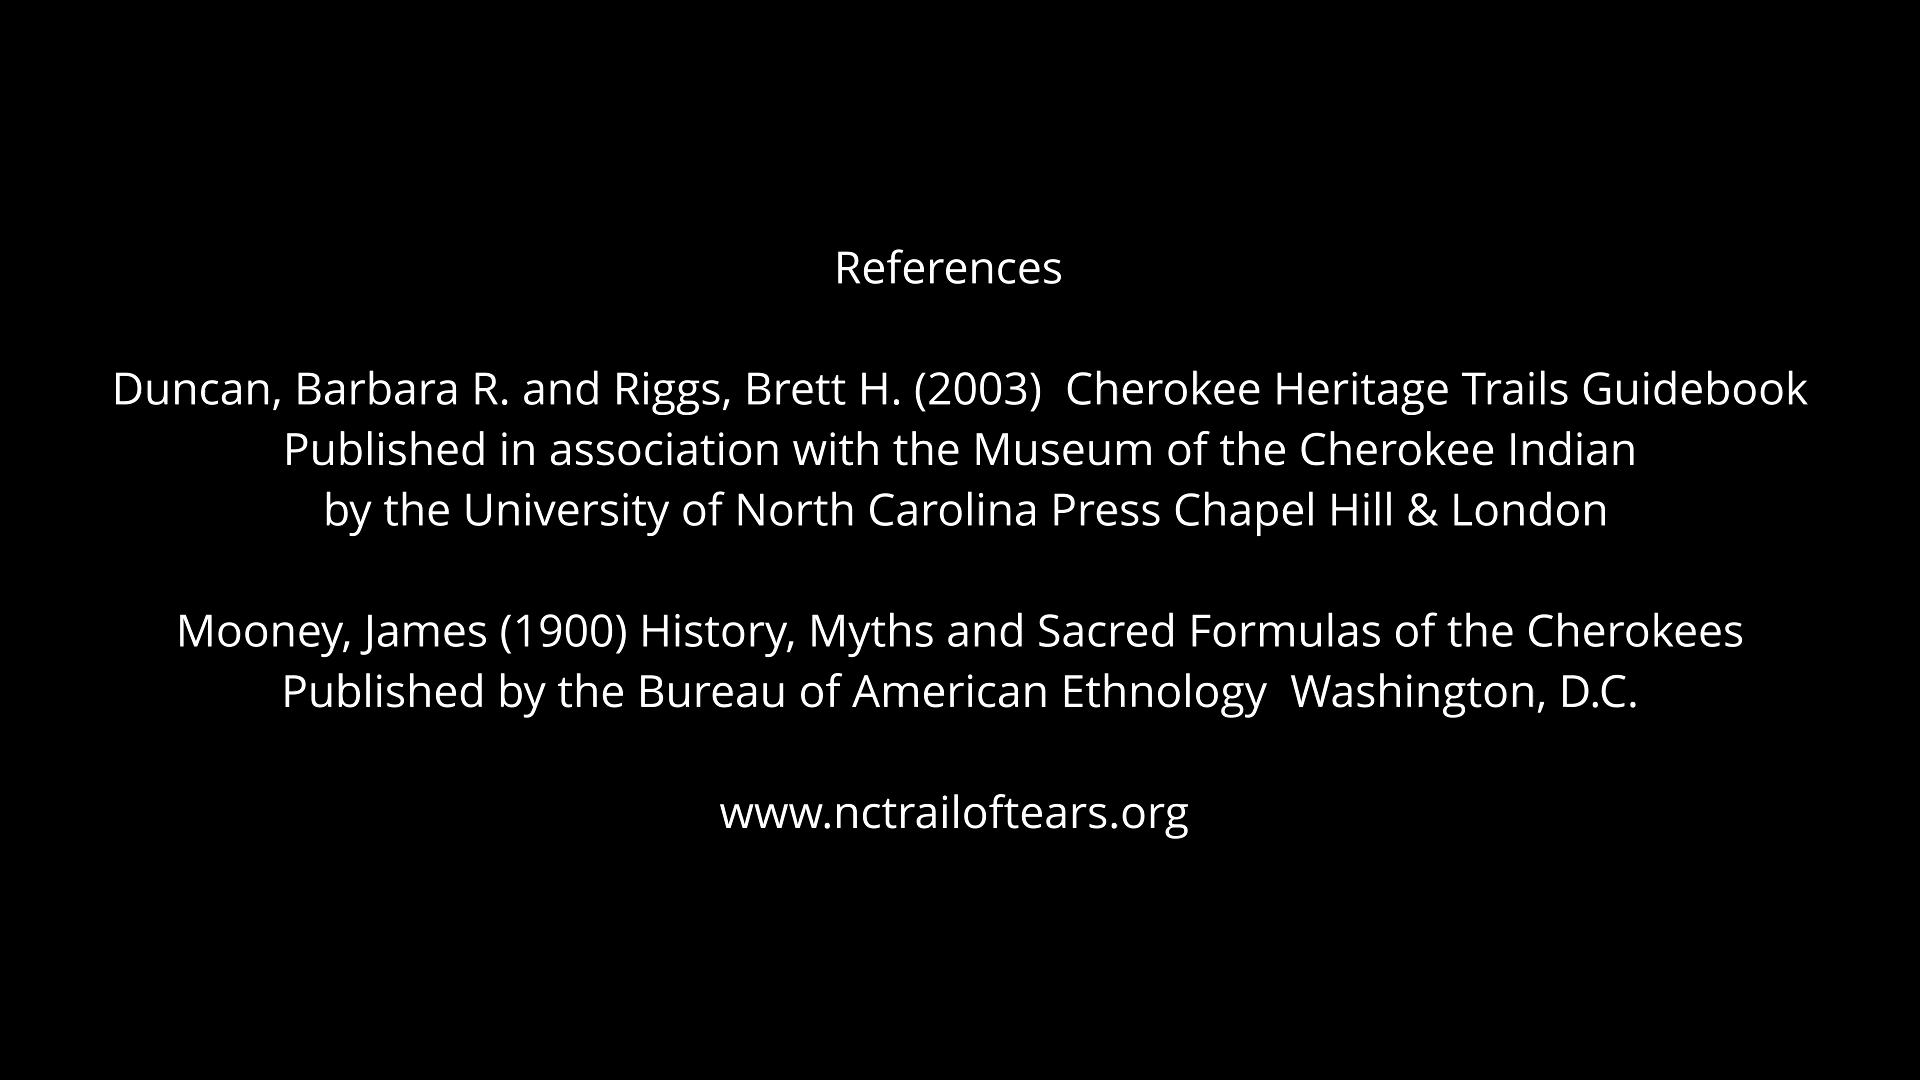 References
Duncan, Barbara R. and Riggs, Brett H. (2003)  Cherokee Heritage Trails Guidebook
Published in association with the Museum of the Cherokee Indian
by the University of North Carolina Press Chapel Hill & London
Mooney, James (1900) History, Myths and Sacred Formulas of the Cherokees
Published by the Bureau of American Ethnology  Washington, D.C.
www.nctrailoftears.org